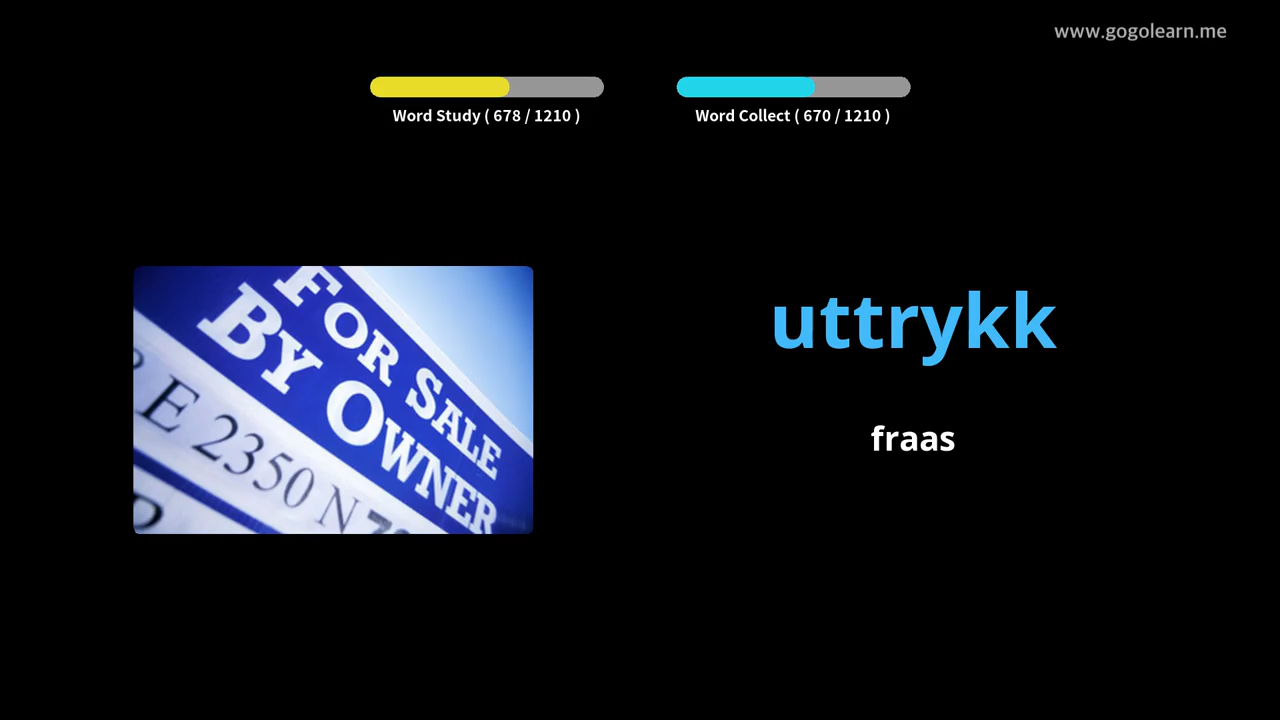 www.gogolearn.me
Word Study ( 678 / 1210 )
Word Collect ( 670 / 1210 )
FOR SALE
BY OWNER
E 2350 N
uttrykk
fraas